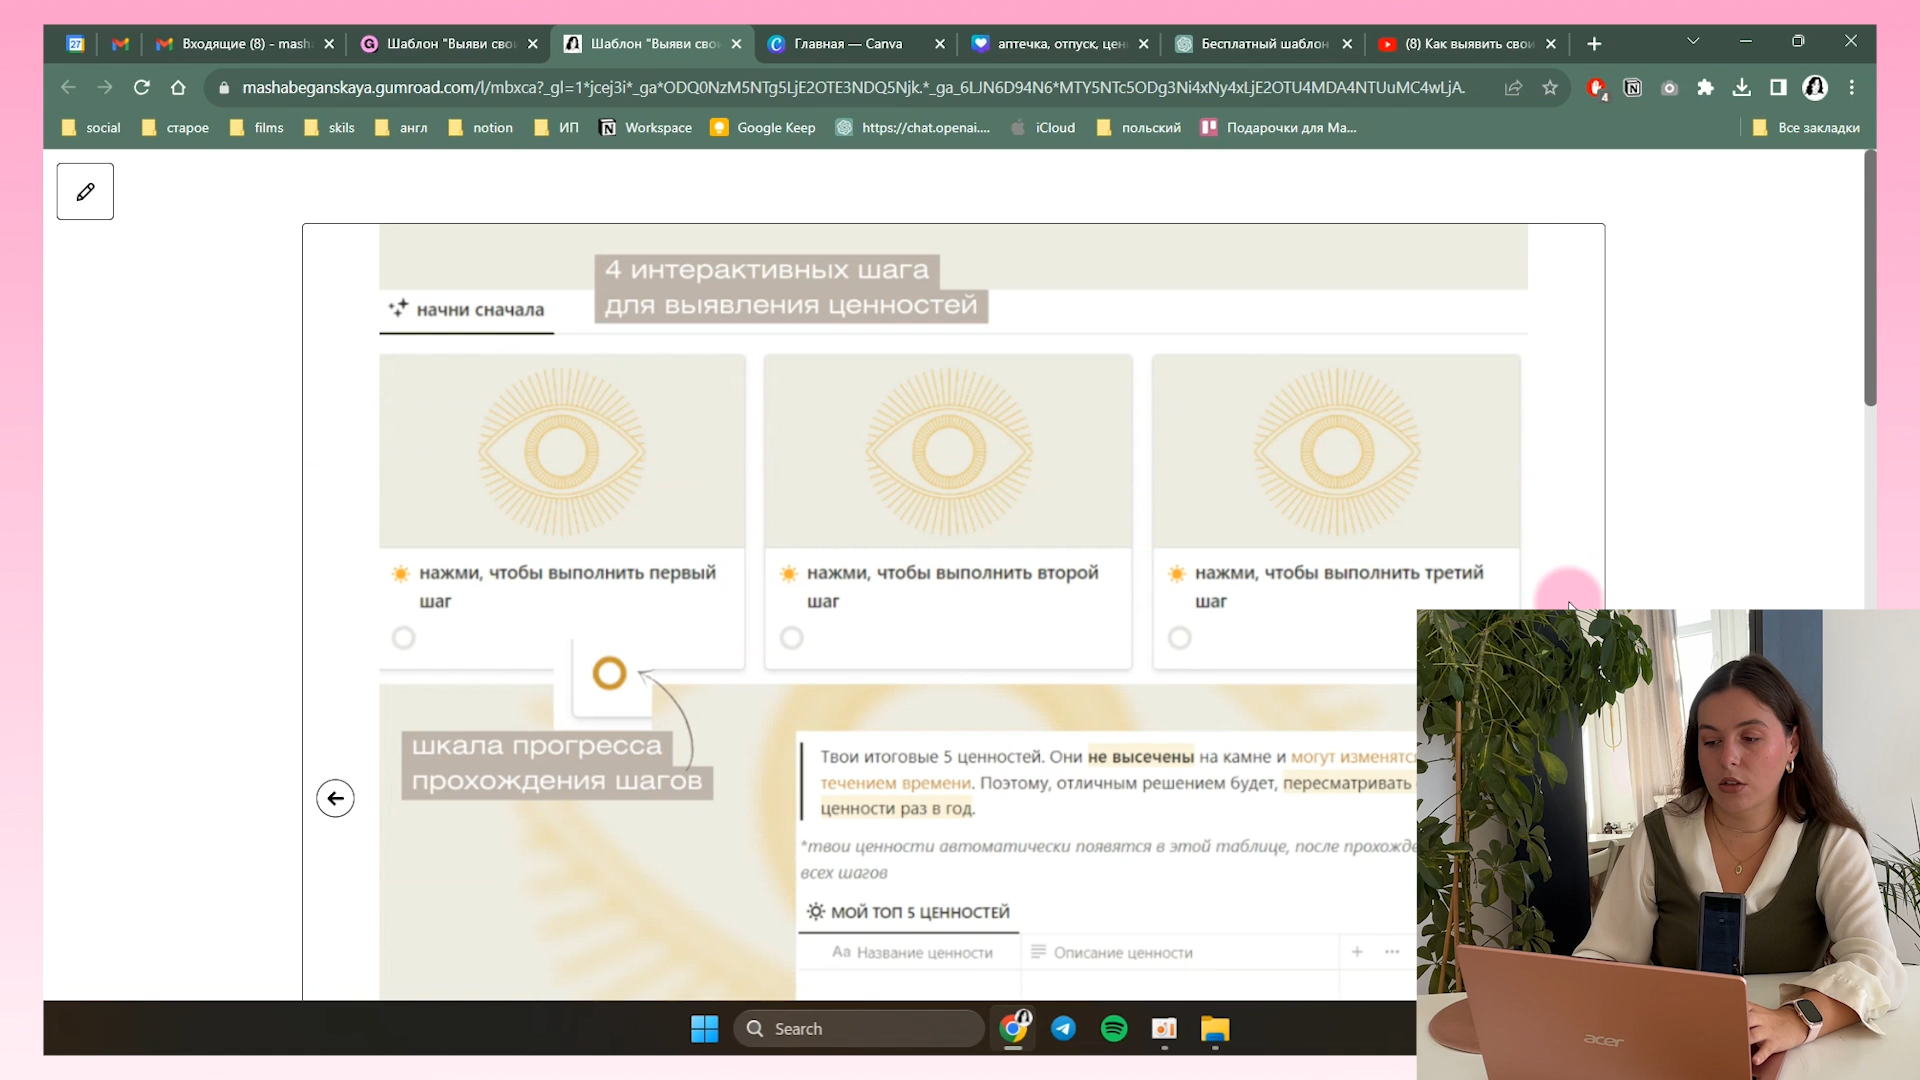 27
Входящие (8) - mash
Шаблон "Выяви сво
Шаблон "Выяви сво
Главная — Canva
аптечка, отпуск, цен
Бесплатный шаблон
(8) Как выявить свои
mashabeganskaya.gumroad.com/l/mbxca?_gl=1*jcej3i*_ga*ODQ0NzM5NTg5LjE2OTE3NDQ5Njk.*_ga_6LJN6D94N6*MTY5NTc5ODg3Ni4xNy4xLjE2OTU4MDA4NTUuMC4wLjA.
4
social
старое
films
skils
англ
notion
ИП
Workspace
Google Keep
https://chat.openai....
iCloud
польский
Подарочки для Ма...
Все закладки
4 интерактивных шага
для выявления ценностей
начни сначала
нажми, чтобы выполнить первый
шаг
нажми, чтобы выполнить второй
шаг
нажми, чтобы выполнить третий
шаг
шкала прогресса
прохождения шагов
Твои итоговые 5 ценностей. Они не высечены на камне и могут изменятс
течением времени. Поэтому, отличным решением будет, пересматривать
ценности раз в год.
*твои ценности автоматически появятся в этой таблице, после прохожде
всех шагов
МОЙ ТОП 5 ЦЕННОСТЕЙ
Aa Название ценности
Описание ценности
Search
acer